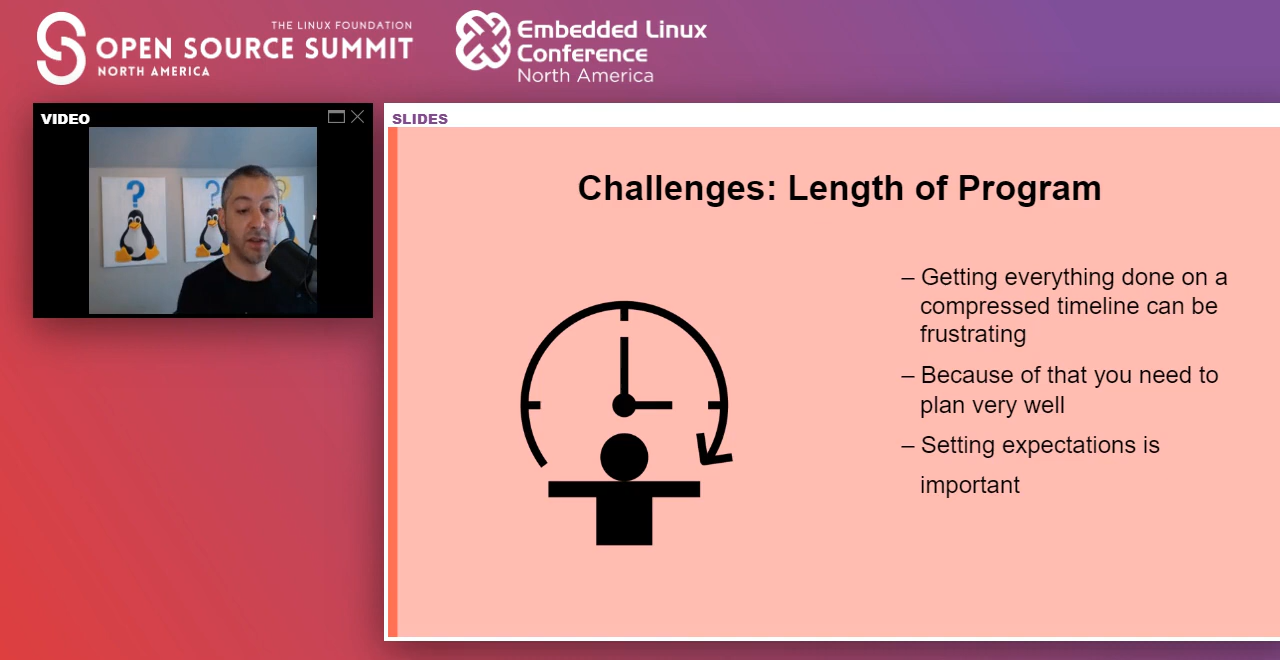 THE LINUX FOUNDATION
OPEN SOURCE SUMMIT
NORTH AMERICA
Embedded Linux
Conference
North America
VIDEO
SLIDES
?
?
?
Challenges: Length of Program
– Getting everything done on a
compressed timeline can be
frustrating
– Because of that you need to
plan very well
– Setting expectations is
important